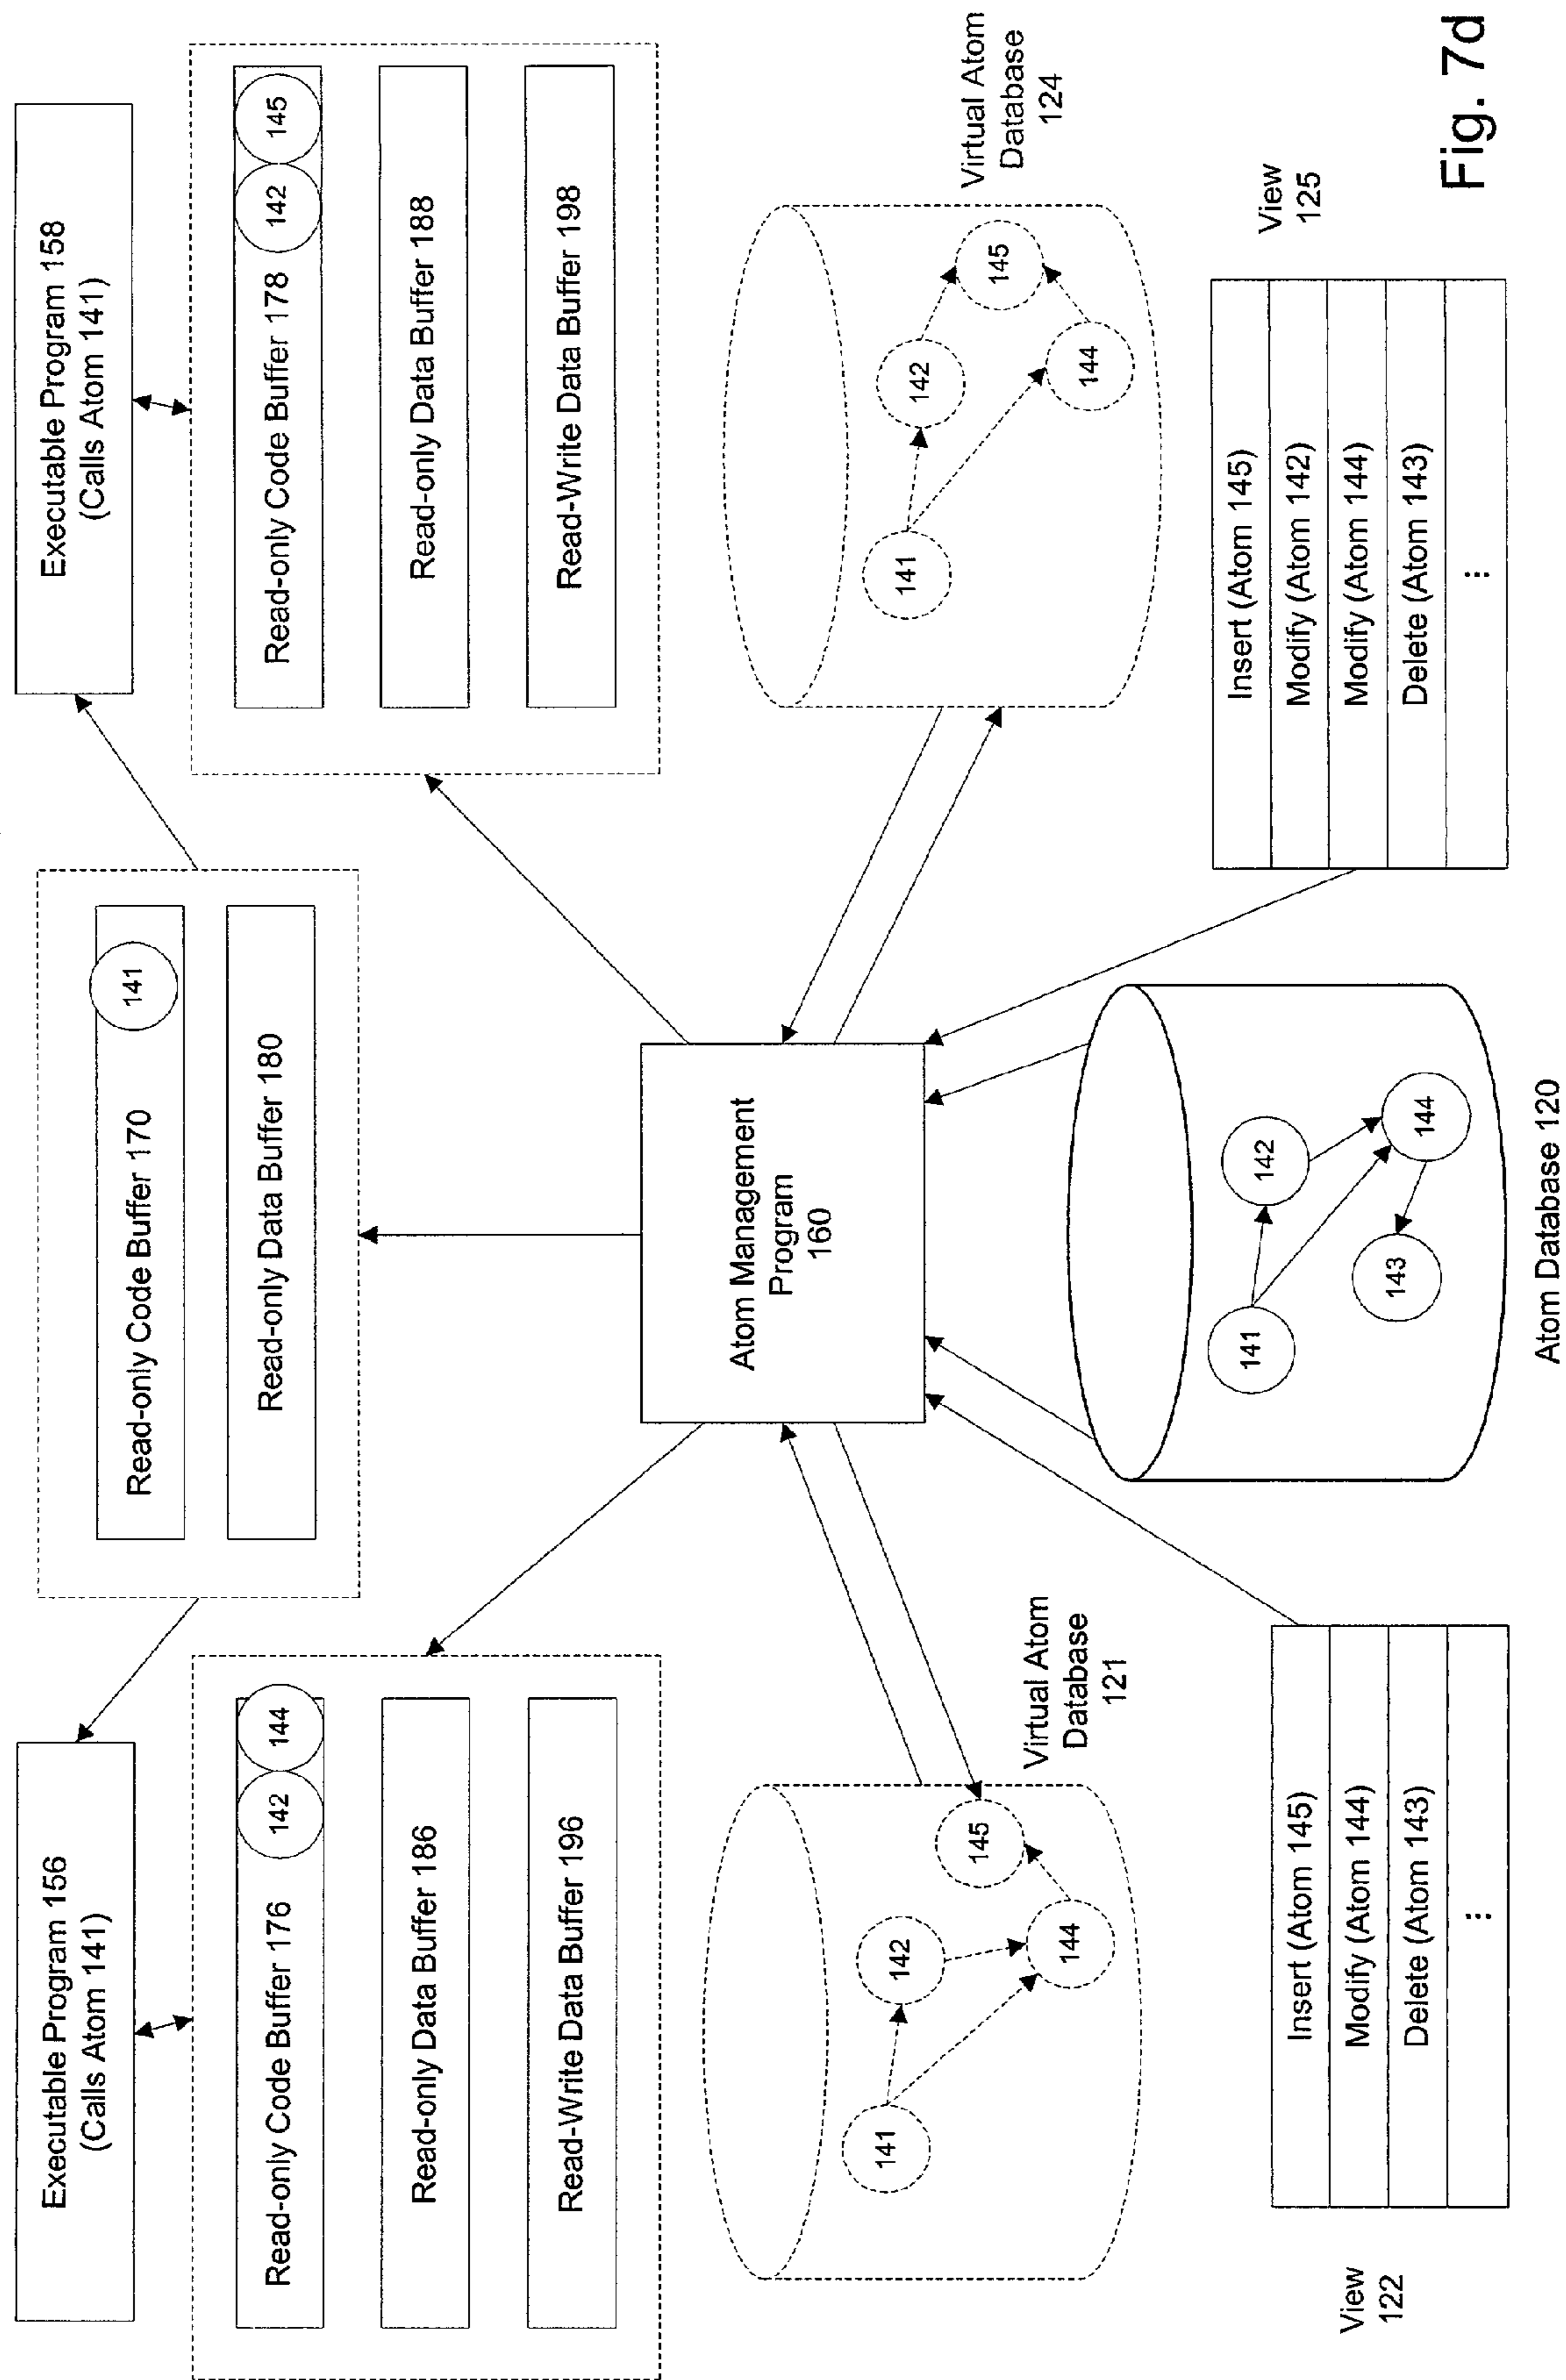 Executable Program 156
(Calls Atom 141)
Read-only Code Buffer 176
142
144
Read-only Data Buffer 186
Read-Write Data Buffer 196
Read-only Code Buffer 170
141
Read-only Data Buffer 180
Executable Program 158
(Calls Atom 141)
Read-only Code Buffer 178
142
145
Read-only Data Buffer 188
Read-Write Data Buffer 198
Atom Management
Program
160
141
142
144
145
Virtual Atom
Database
121
141
142
144
145
Virtual Atom
Database
124
View
122
Insert (Atom 145)
Modify (Atom 144)
Delete (Atom 143)
...
141
142
143
144
Atom Database 120
View
125
Insert (Atom 145)
Modify (Atom 142)
Modify (Atom 144)
Delete (Atom 143)
...
Fig. 7d